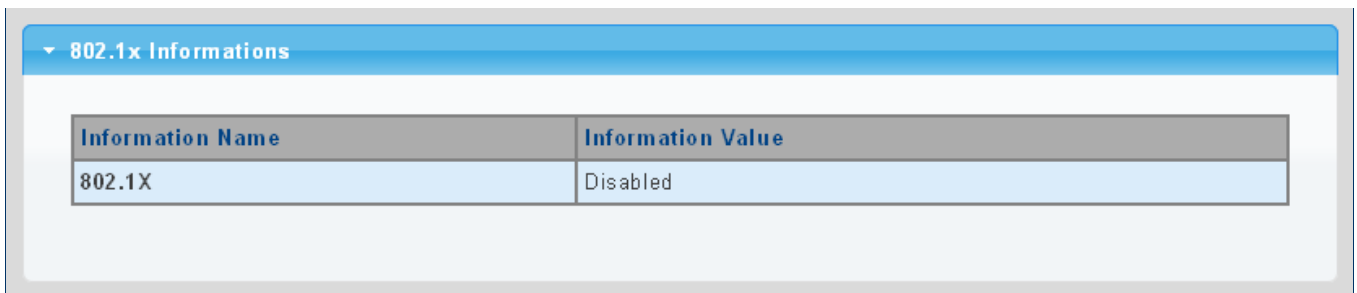 802.1x Informations
Information Name Information Value
802.1X Disabled